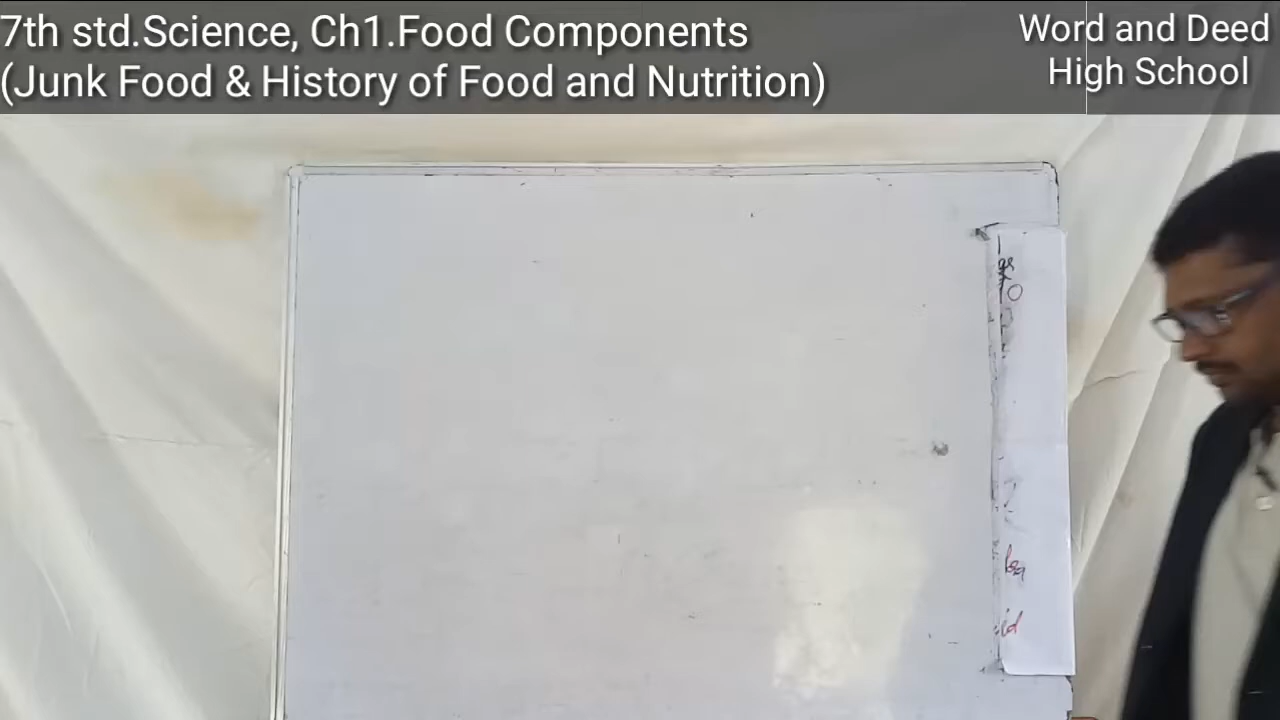 7th std.Science, Ch1.Food Components
(Junk Food & History of Food and Nutrition)
Word and Deed
High School